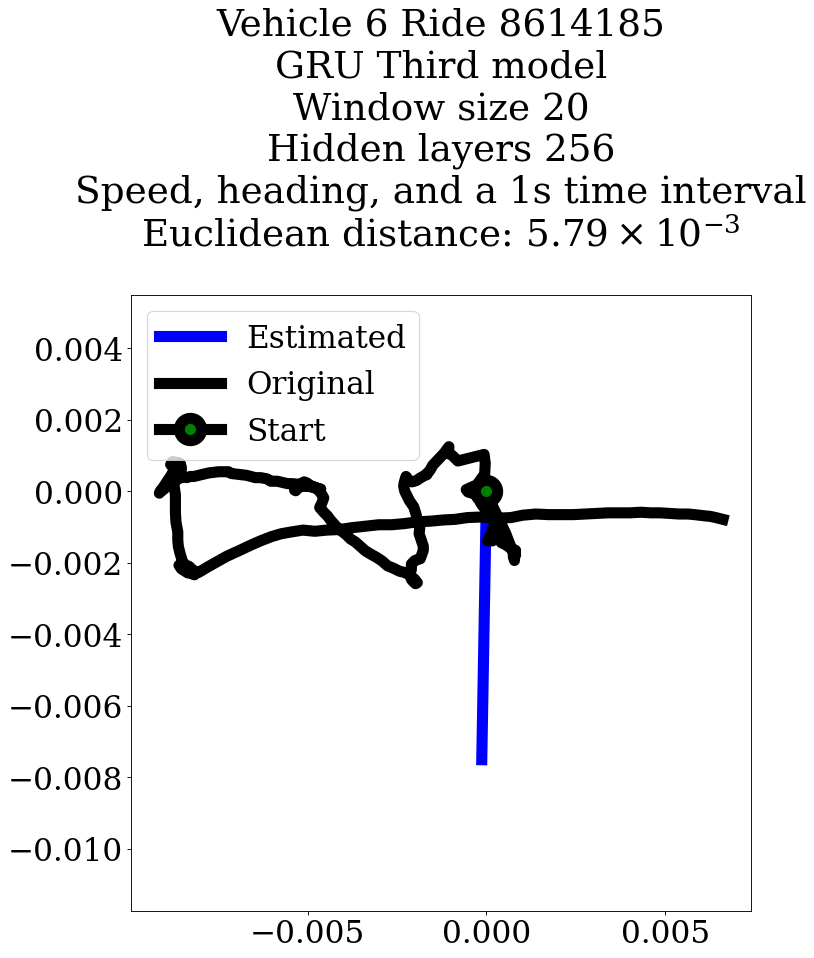 Vehicle 6 Ride 8614185
GRU Third model
Window size 20
Hidden layers 256
Speed, heading, and a 1s time interval
Euclidean distance: 5.79 × 10⁻³
Estimated
Original
Start
0.004
0.002
0.000
−0.002
−0.004
−0.006
−0.008
−0.010
−0.005
0.000
0.005